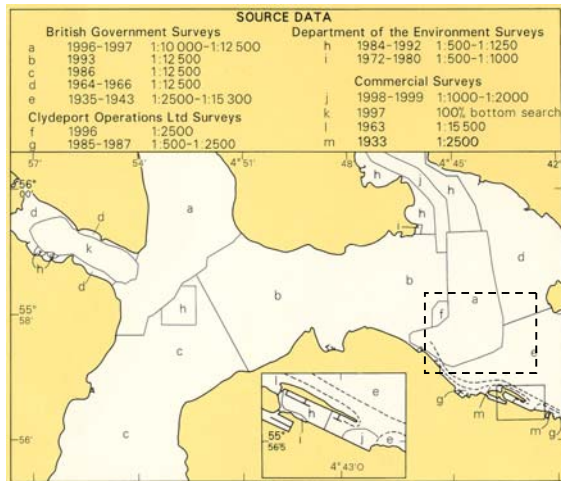 SOURCE DATA
British Government Surveys
a 1996-1997 1:10 000-1:12 500
b 1993 1:12 500
c 1986 1:12 500
d 1964-1966 1:12 500
e 1935-1943 1:2500-1:15 300
Clydeport Operations Ltd Surveys
f 1996 1:2500
g 1985-1987 1:500-1:2500
Department of the Environment Surveys
h 1984-1992 1:500-1:1250
i 1972-1980 1:500-1:1000
Commercial Surveys
j 1998-1999 1:1000-1:2000
k 1997 100% bottom search
l 1963 1:15 500
m 1933 1:2500
57' 54' 4° 51' 48' 4° 45' 42'
56°
00'
d d a h j h
k h i d
h d h b b f a
55°
58'
c e
g m
i e
h
55°
56'5
i j e
m g
56'
c
4° 43'0